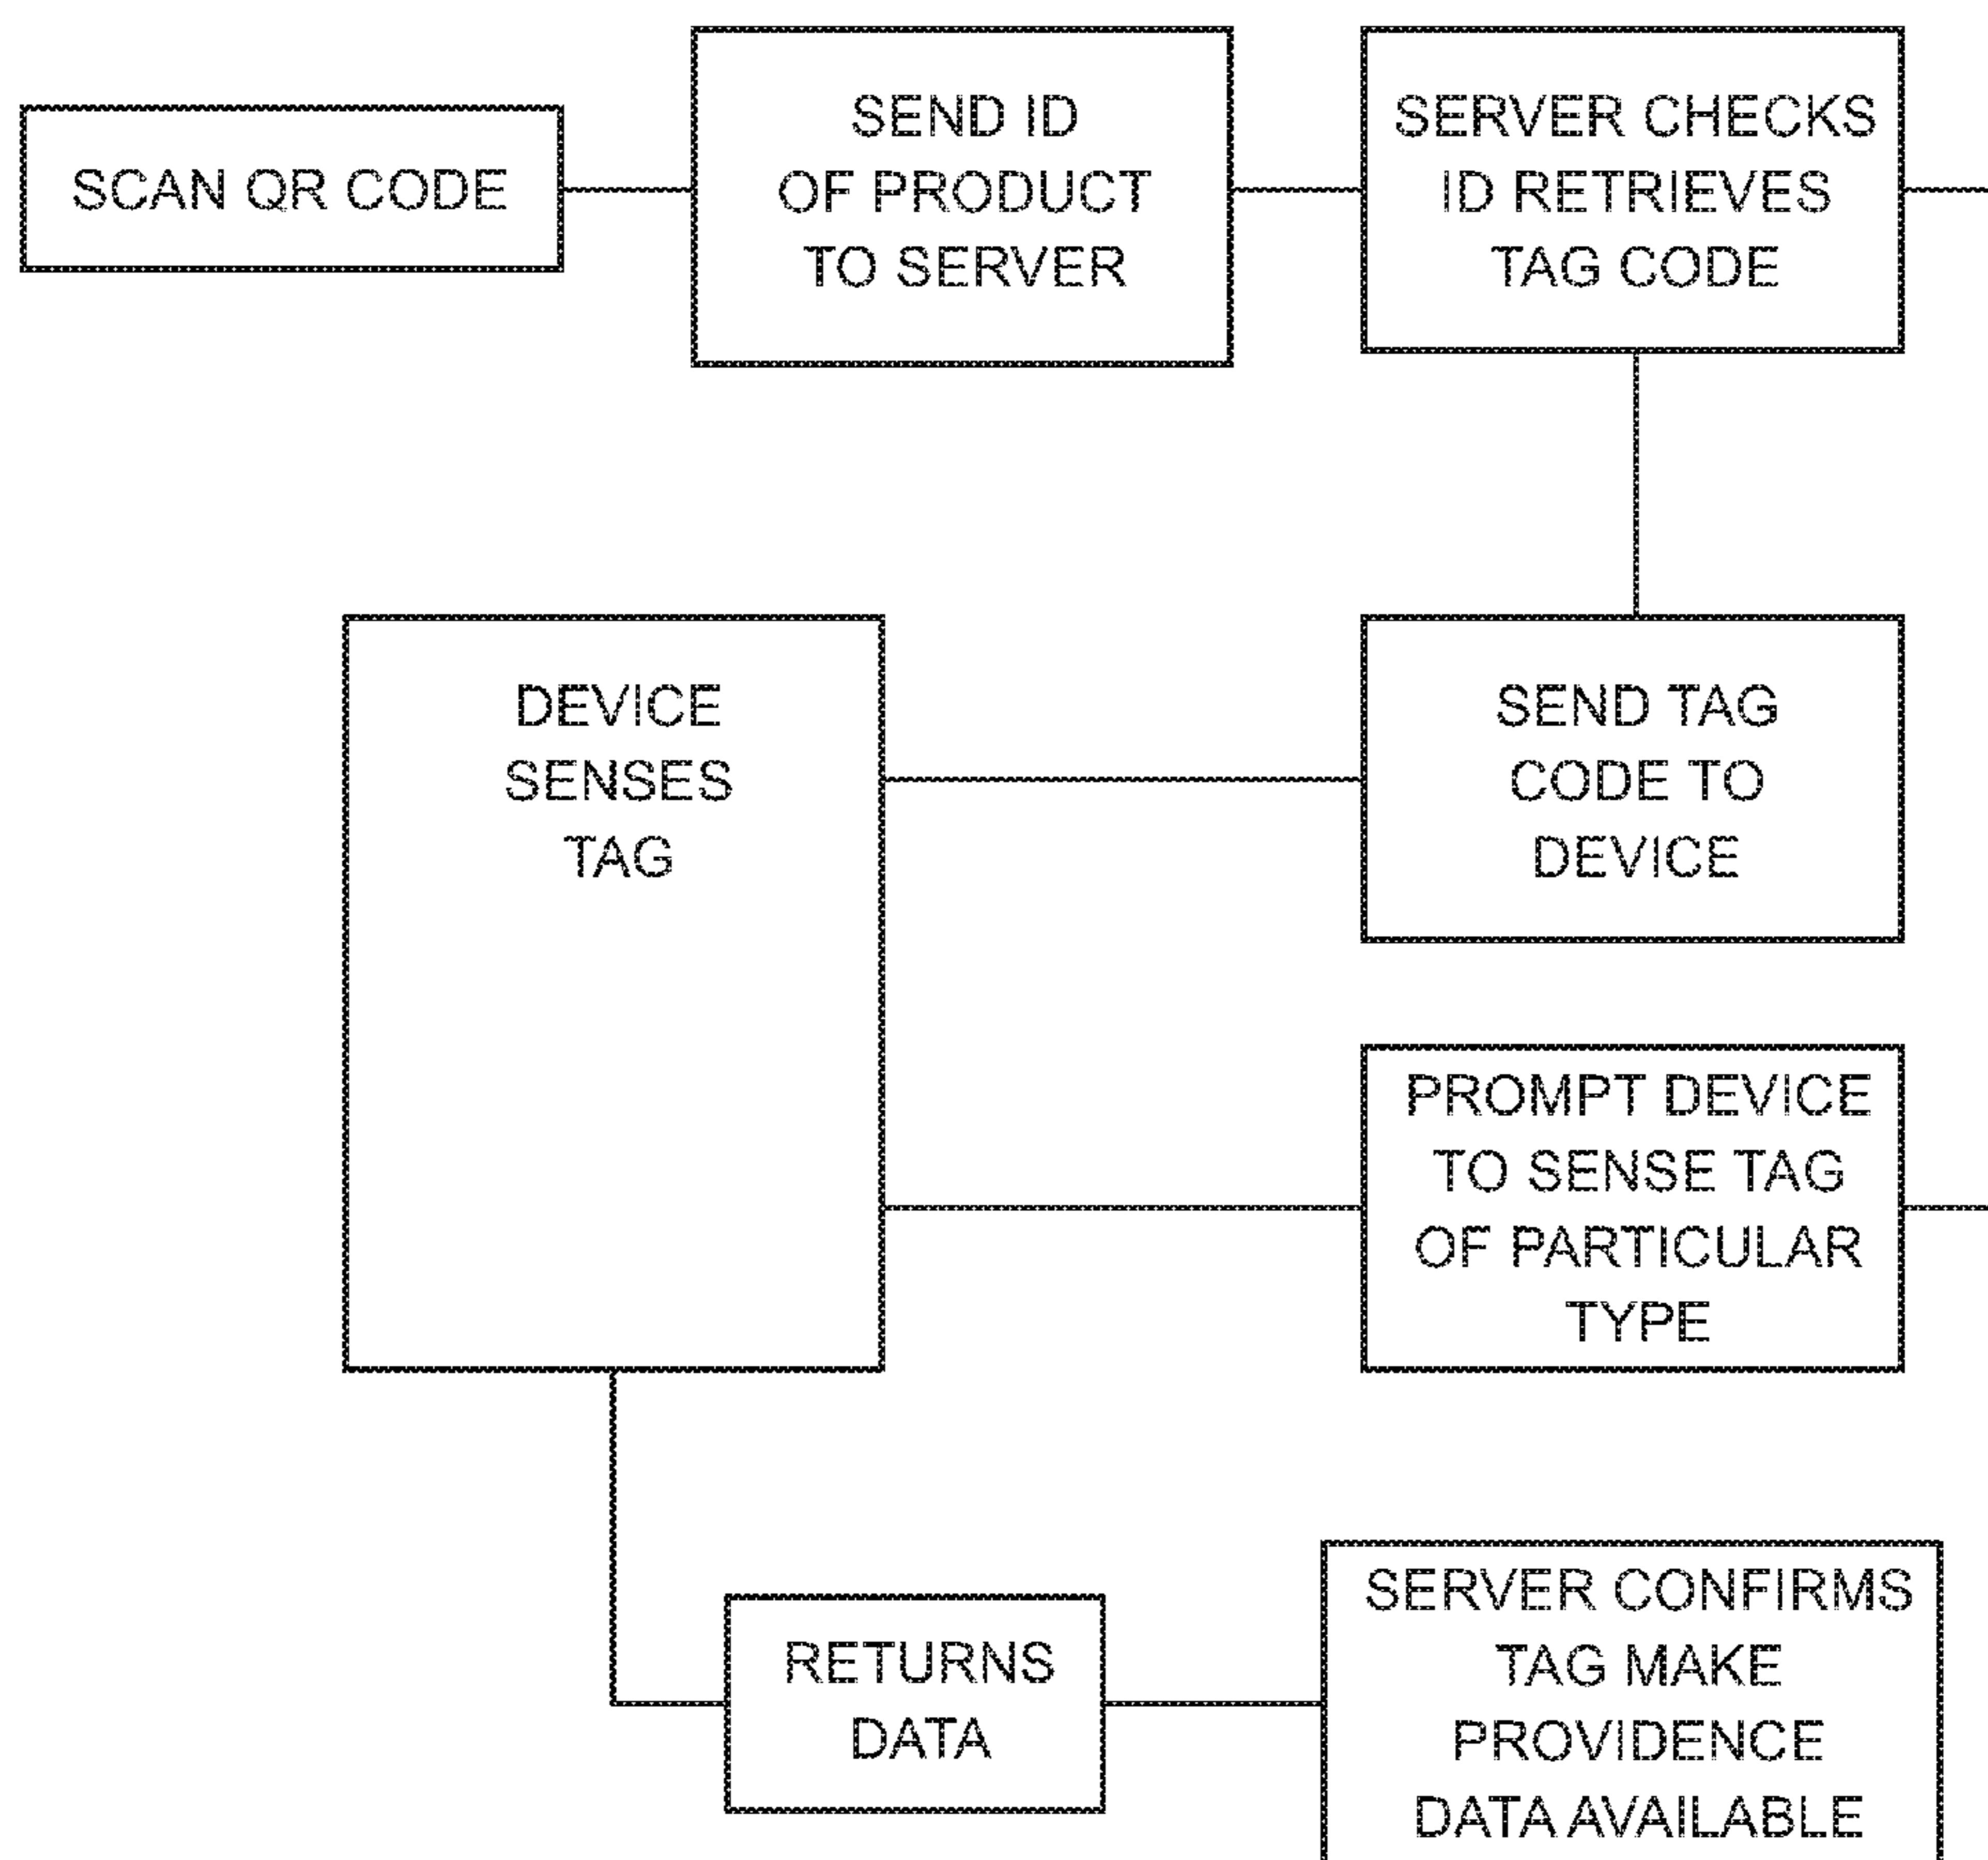 SCAN QR CODE
SEND ID
OF PRODUCT
TO SERVER
SERVER CHECKS
ID RETRIEVES
TAG CODE
DEVICE
SENSES
TAG
SEND TAG
CODE TO
DEVICE
PROMPT DEVICE
TO SENSE TAG
OF PARTICULAR
TYPE
RETURNS
DATA
SERVER CONFIRMS
TAG MAKE
PROVIDENCE
DATA AVAILABLE